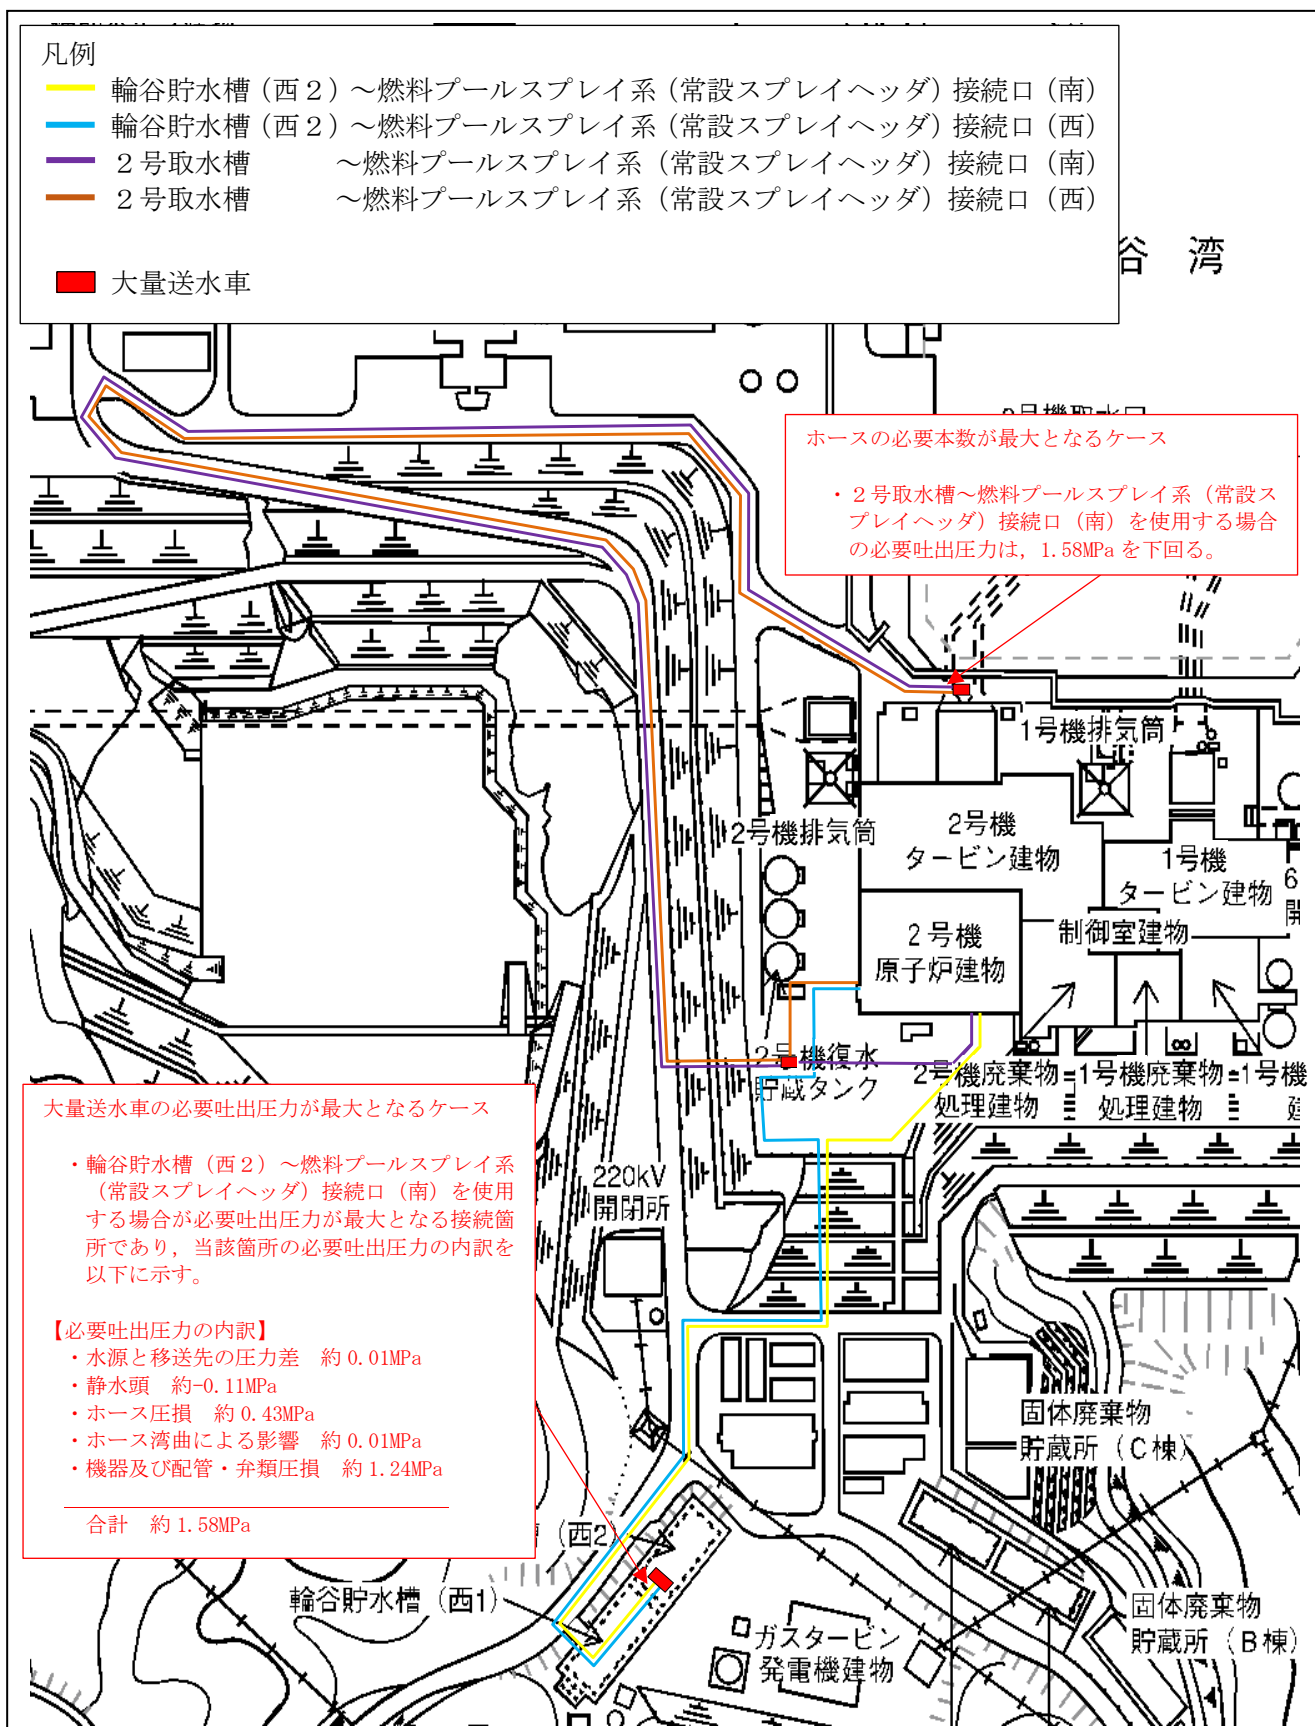 凡例
輪谷貯水槽(西2)～燃料プールスプレイ系(常設スプレイヘッダ)接続口(南)
輪谷貯水槽(西2)～燃料プールスプレイ系(常設スプレイヘッダ)接続口(西)
２号取水槽　　　～燃料プールスプレイ系（常設スプレイヘッダ）接続口（南）
２号取水槽　　　～燃料プールスプレイ系（常設スプレイヘッダ）接続口（西）
大量送水車
谷 湾
ホースの必要本数が最大となるケース
・２号取水槽～燃料プールスプレイ系（常設ス
プレイヘッダ）接続口（南）を使用する場合
の必要吐出圧力は，1.58MPaを下回る。
1号機排気筒
2号機排気筒
2号機
タービン建物
1号機
タービン建物
6
開
制御室建物
2号機
原子炉建物
2号機復水
貯蔵タンク
2号機廃棄物
処理建物
1号機廃棄物
処理建物
1号機
大量送水車の必要吐出圧力が最大となるケース
・輪谷貯水槽（西２）～燃料プールスプレイ系
（常設スプレイヘッダ）接続口（南）を使用
する場合が必要吐出圧力が最大となる接続箇
所であり，当該箇所の必要吐出圧力の内訳を
以下に示す。
【必要吐出圧力の内訳】
・水源と移送先の圧力差　約0.01MPa
・静水頭　約-0.11MPa
・ホース圧損　約0.43MPa
・ホース湾曲による影響　約0.01MPa
・機器及び配管・弁類圧損　約1.24MPa
合計　約1.58MPa
220kV
開閉所
固体廃棄物
貯蔵所（C棟）
（西2）
輪谷貯水槽（西1）
ガスタービン
発電機建物
固体廃棄物
貯蔵所（B棟）